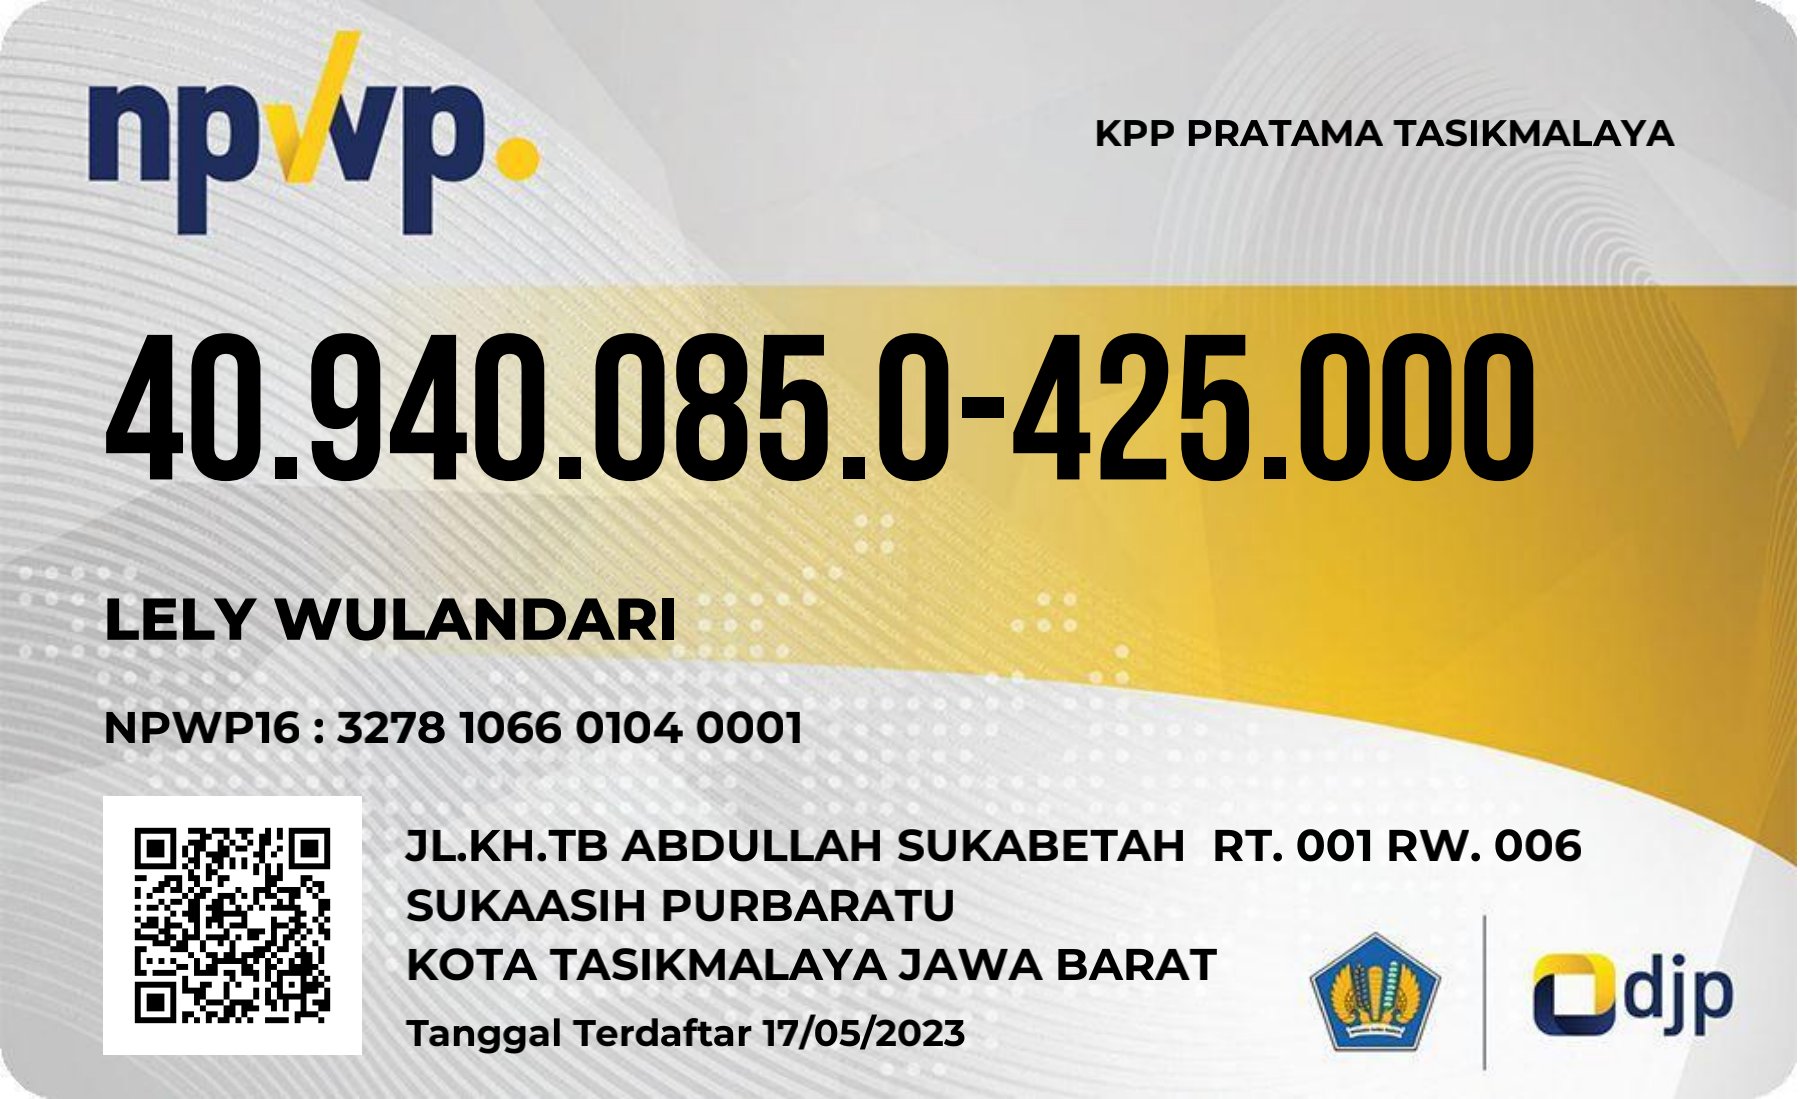 npwp.
KPP PRATAMA TASIKMALAYA
40.940.085.0-425.000
LELY WULANDARI
NPWP16 : 3278 1066 0104 0001
JL.KH.TB ABDULLAH SUKABETAH RT. 001 RW. 006
SUKAASIH PURBARATU
KOTA TASIKMALAYA JAWA BARAT
Tanggal Terdaftar 17/05/2023
djp